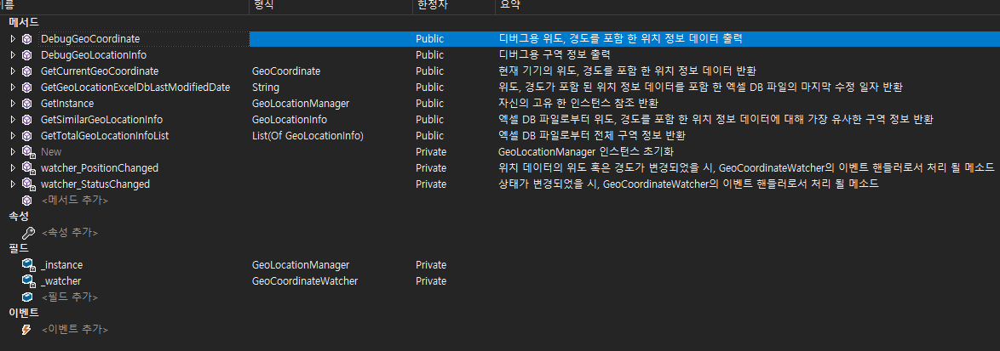 이름 형식 한정자 요약
메서드
DebugGeoCoordinate Public 디버그용 위도, 경도를 포함 한 위치 정보 데이터 출력
DebugGeoLocationInfo Public 디버그용 구역 정보 출력
GetCurrentGeoCoordinate GeoCoordinate Public 현재 기기의 위도, 경도를 포함 한 위치 정보 데이터 반환
GetGeoLocationExcelDbLastModifiedDate String Public 위도, 경도가 포함 된 위치 정보 데이터를 포함 한 엑셀 DB 파일의 마지막 수정 일자 반환
GetInstance GeoLocationManager Public 자신의 고유 한 인스턴스 참조 반환
GetSimilarGeoLocationInfo GeoLocationInfo Public 엑셀 DB 파일로부터 위도, 경도를 포함 한 위치 정보 데이터에 대해 가장 유사한 구역 정보 반환
GetTotalGeoLocationInfoList List(Of GeoLocationInfo) Public 엑셀 DB 파일로부터 전체 구역 정보 반환
New Private GeoLocationManager 인스턴스 초기화
watcher_PositionChanged Private 위치 데이터의 위도 혹은 경도가 변경되었을 시, GeoCoordinateWatcher의 이벤트 핸들러로서 처리 될 메소드
watcher_StatusChanged Private 상태가 변경되었을 시, GeoCoordinateWatcher의 이벤트 핸들러로서 처리 될 메소드
<메서드 추가>
속성
<속성 추가>
필드
_instance GeoLocationManager Private
_watcher GeoCoordinateWatcher Private
<필드 추가>
이벤트
<이벤트 추가>